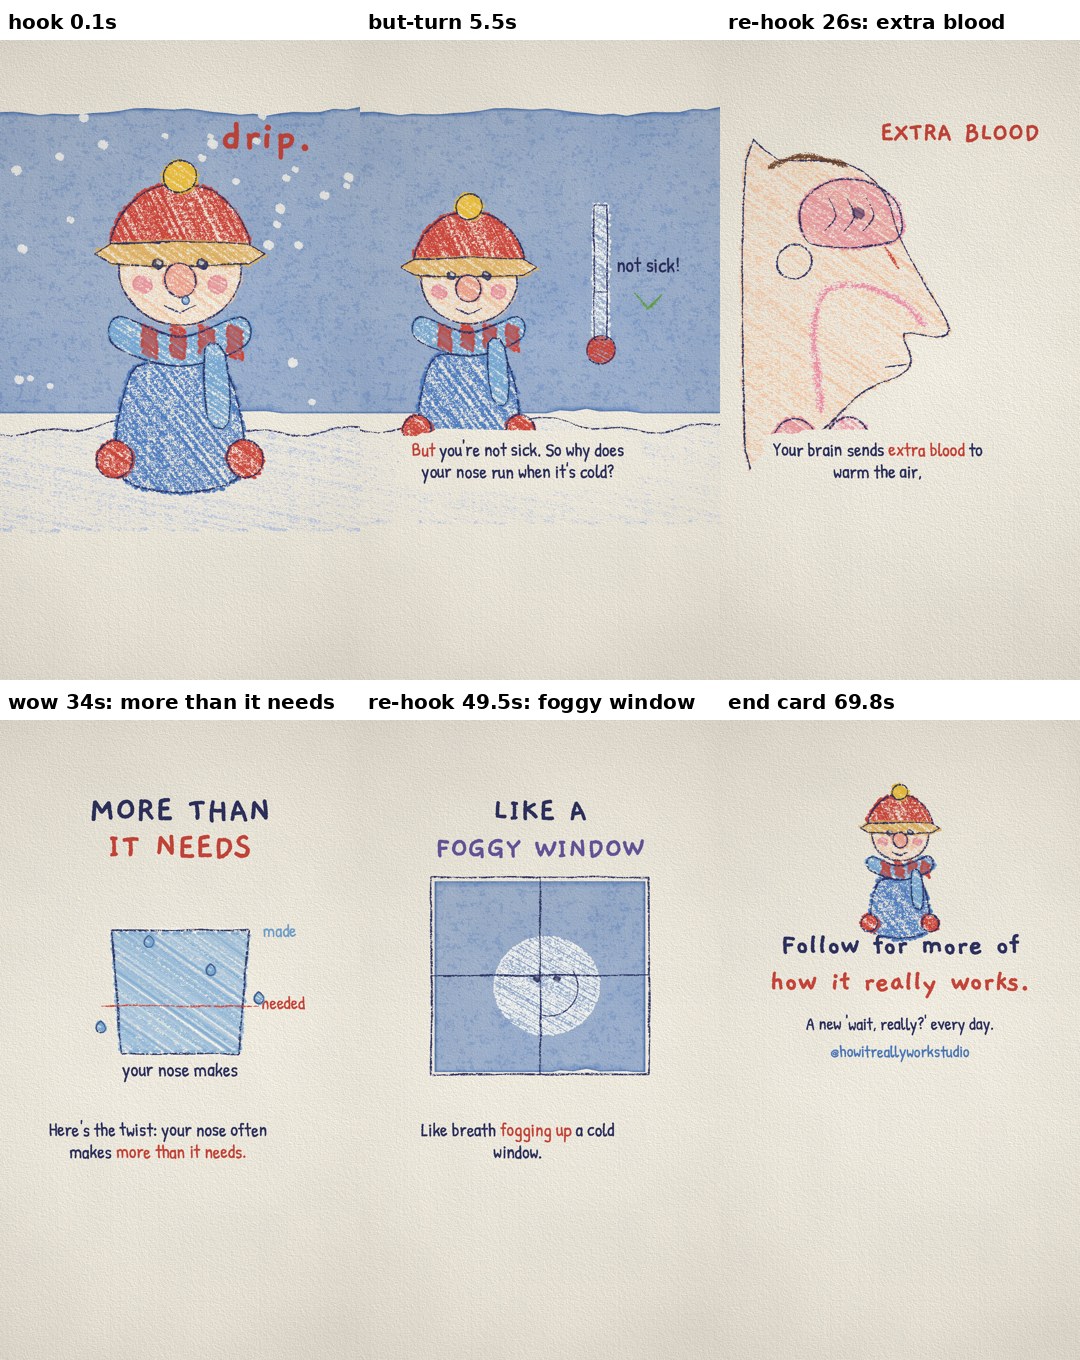 hook 0.1s
but-turn 5.5s
re-hook 26s: extra blood
drip.
not sick!
But you're not sick. So why does
your nose run when it's cold?
EXTRA BLOOD
Your brain sends extra blood to
warm the air,
wow 34s: more than it needs
re-hook 49.5s: foggy window
end card 69.8s
MORE THAN
IT NEEDS
made
needed
your nose makes
Here's the twist: your nose often
makes more than it needs.
LIKE A
FOGGY WINDOW
Like breath fogging up a cold
window.
Follow for more of
how it really works.
A new 'wait, really?' every day.
@howitreallyworkstudio